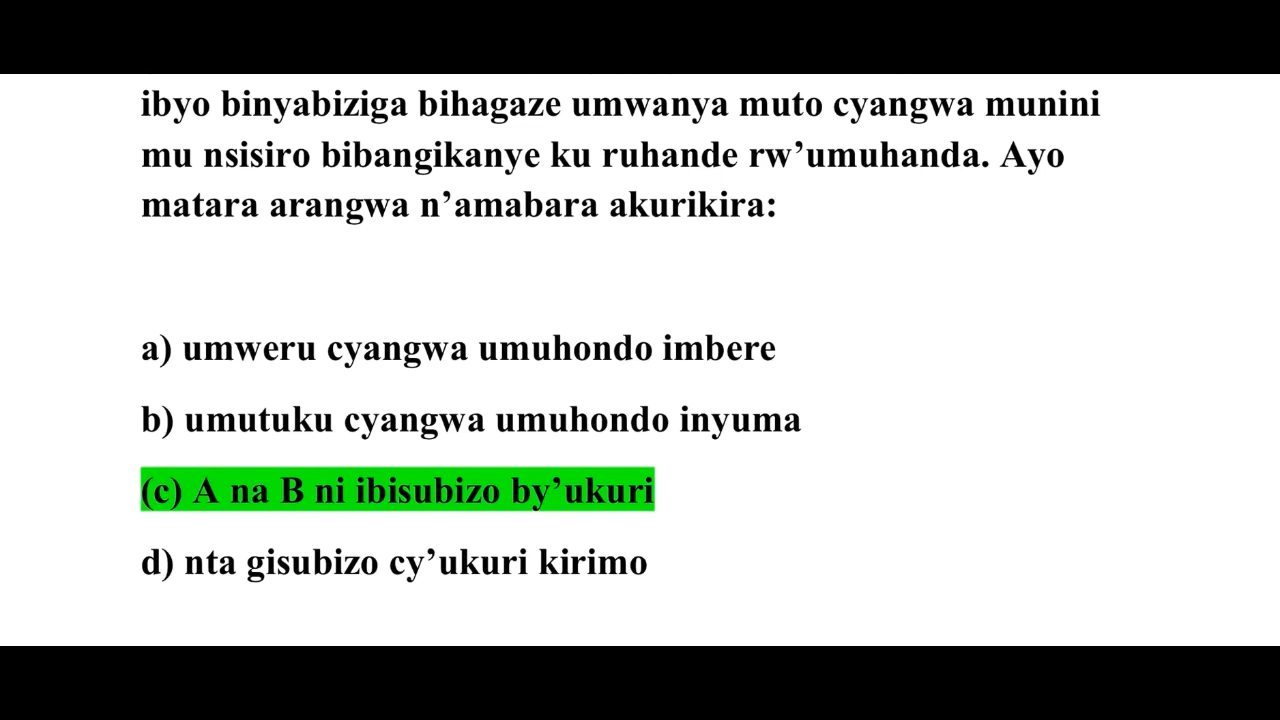 ibyo binyabiziga bihagaze umwanya muto cyangwa munini
mu nsisiro bibangikanye ku ruhande rw’umuhanda. Ayo
matara arangwa n’amabara akurikira:
a) umweru cyangwa umuhondo imbere
b) umutuku cyangwa umuhondo inyuma
(c) A na B ni ibisubizo by’ukuri
d) nta gisubizo cy’ukuri kirimo